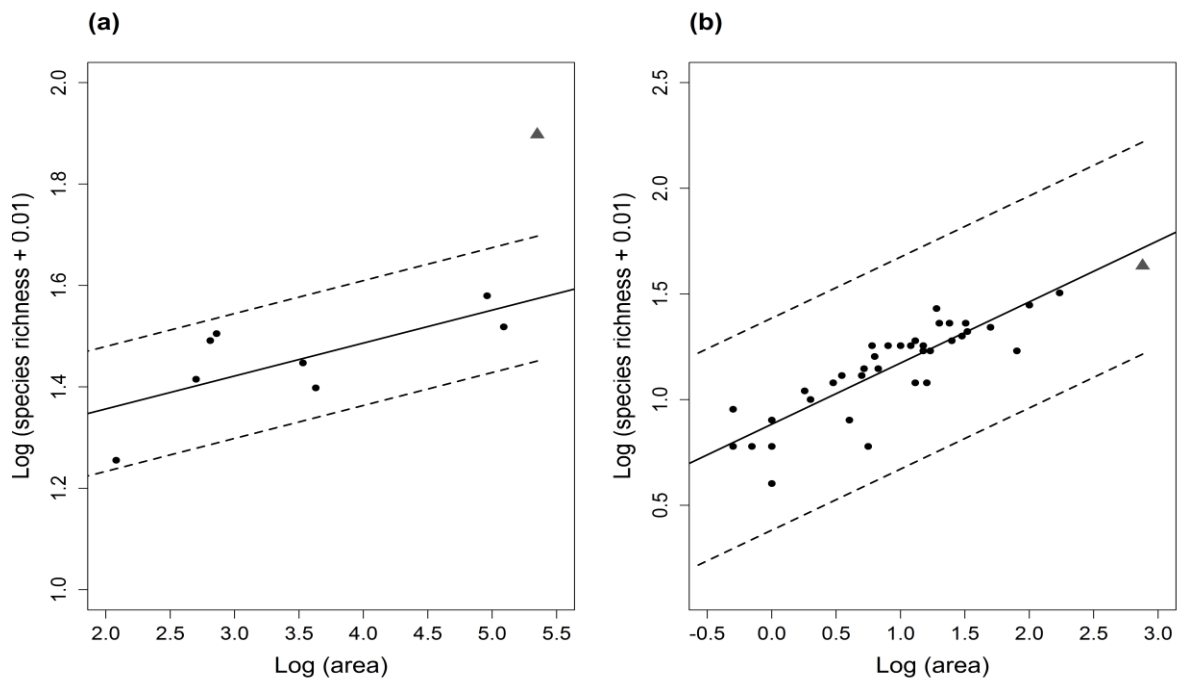 (a)
Log (species richness + 0.01)
2.0
1.8
1.6
1.4
1.2
1.0
2.0 2.5 3.0 3.5 4.0 4.5 5.0 5.5
Log (area)
(b)
Log (species richness + 0.01)
2.5
2.0
1.5
1.0
0.5
-0.5 0.0 0.5 1.0 1.5 2.0 2.5 3.0
Log (area)